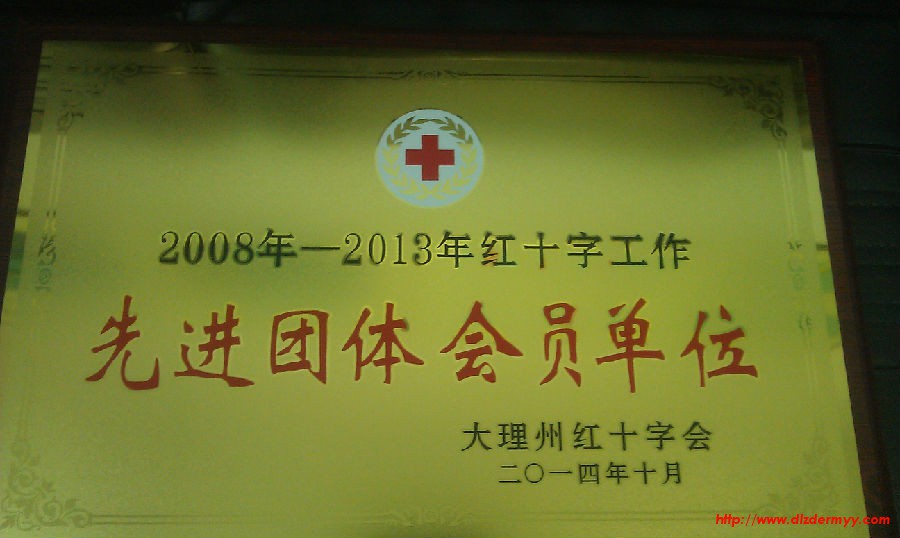 2008年—2013年红十字工作
先进团体会员单位
大理州红十字会
二〇一四年十月
http://www.dlzdermyy.com